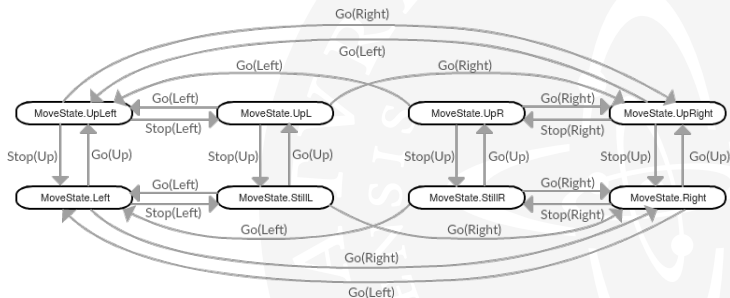 Go(Right)
Go(Left)
Go(Left)
Go(Right)
MoveState.UpLeft
Go(Left)
Stop(Left)
MoveState.UpL
MoveState.UpR
Go(Right)
Stop(Right)
MoveState.UpRight
Stop(Up)
Go(Up)
Stop(Up)
Go(Up)
Stop(Up)
Go(Up)
Stop(Up)
Go(Up)
MoveState.Left
Go(Left)
Stop(Left)
MoveState.StillL
MoveState.StillR
Go(Right)
Stop(Right)
MoveState.Right
Go(Left)
Go(Right)
Go(Right)
Go(Left)